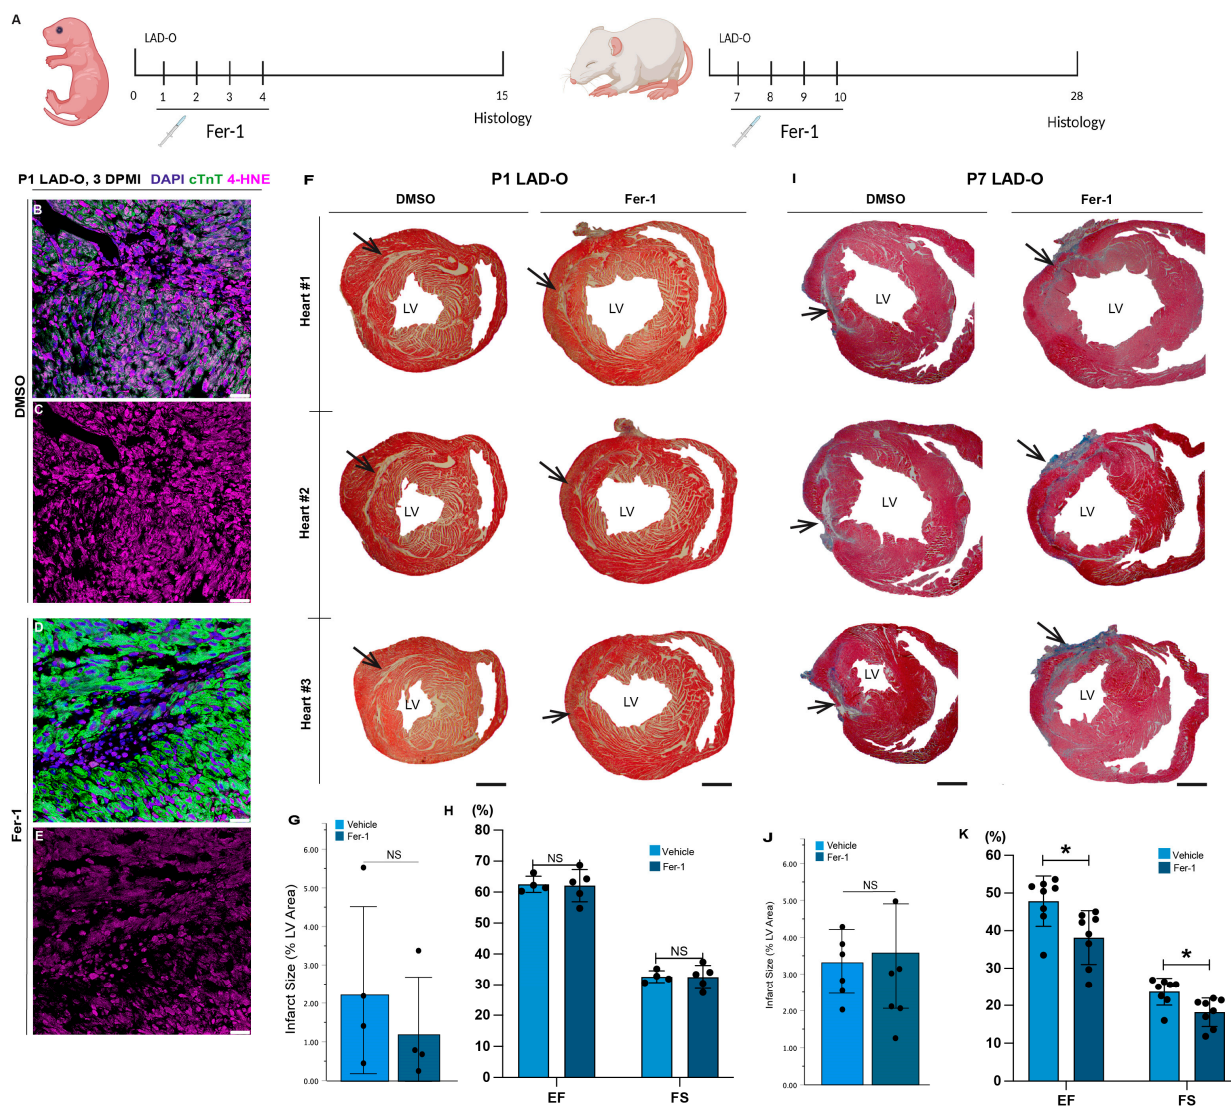 A
LAD-O
0 1 2 3 4 15
Histology
Fer-1
LAD-O
7 8 9 10 28
Histology
Fer-1
P1 LAD-O, 3 DPMI DAPI cTnT 4-HNE
DMSO
B
C
Fer-1
D
E
F
P1 LAD-O
DMSO Fer-1
Heart #1
LV LV
Heart #2
LV LV
Heart #3
LV LV
I
P7 LAD-O
DMSO Fer-1
LV LV
LV LV
LV LV
G
Vehicle
Fer-1
NS
Infarct Size (% LV Area)
6.00
5.00
4.00
3.00
2.00
1.00
0.00
H
(%)
Vehicle
Fer-1
NS
NS
80
70
60
50
40
30
20
10
0
EF FS
J
Vehicle
Fer-1
NS
Infarct Size (% LV Area)
6.00
5.00
4.00
3.00
2.00
1.00
0.00
K
(%)
Vehicle
Fer-1
*
*
60
50
40
30
20
10
0
EF FS